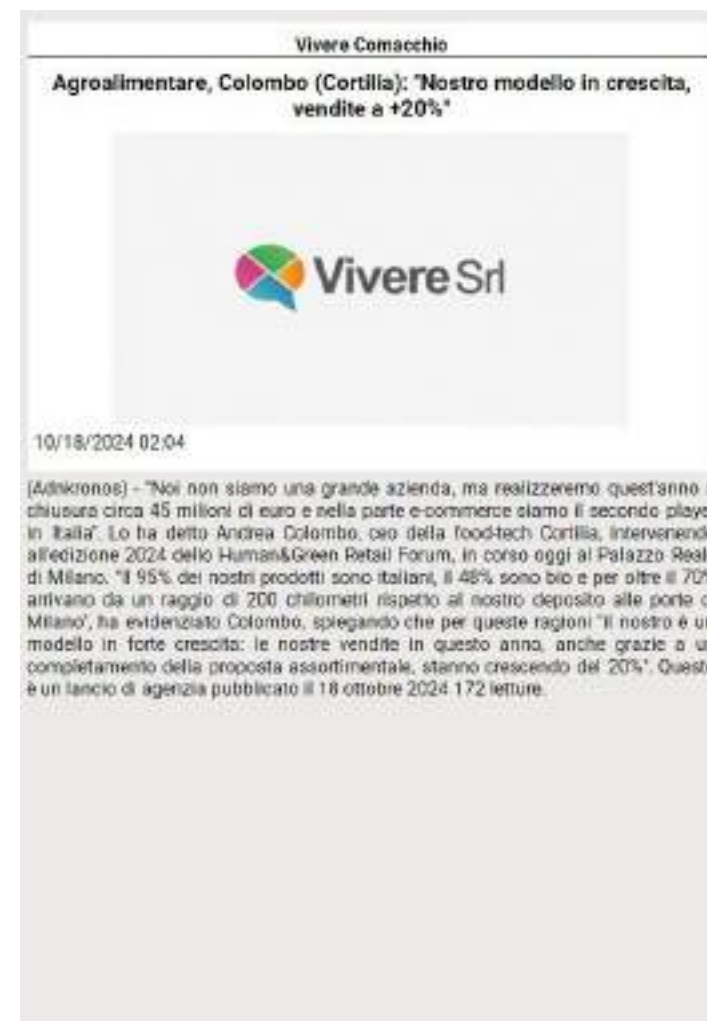 Vivere Comacchio
Agroalimentare, Colombo (Cortilia): "Nostro modello in crescita,
vendite a +20%"
Vivere Srl
10/18/2024 02:04
(Adnkronos) - "Noi non siamo una grande azienda, ma realizzeremo quest'anno
chiusura circa 45 milioni di euro e nella parte e-commerce siamo il secondo playe
in Italia". Lo ha detto Andrea Colombo, ceo della food-tech Cortilia, intervenend
all'edizione 2024 dello Human&Green Retail Forum, in corso oggi al Palazzo Real
di Milano. "Il 95% dei nostri prodotti sono italiani, il 48% sono bio e per oltre il 70%
arrivano da un raggio di 200 chilometri rispetto al nostro deposito alle porte d
Milano", ha evidenziato Colombo, spiegando che per queste ragioni "il nostro è un
modello in forte crescita: le nostre vendite in questo anno, anche grazie a un
completamento della proposta assortimentale, stanno crescendo del 20%". Quest
è un lancio di agenzia pubblicato il 18 ottobre 2024 172 letture.